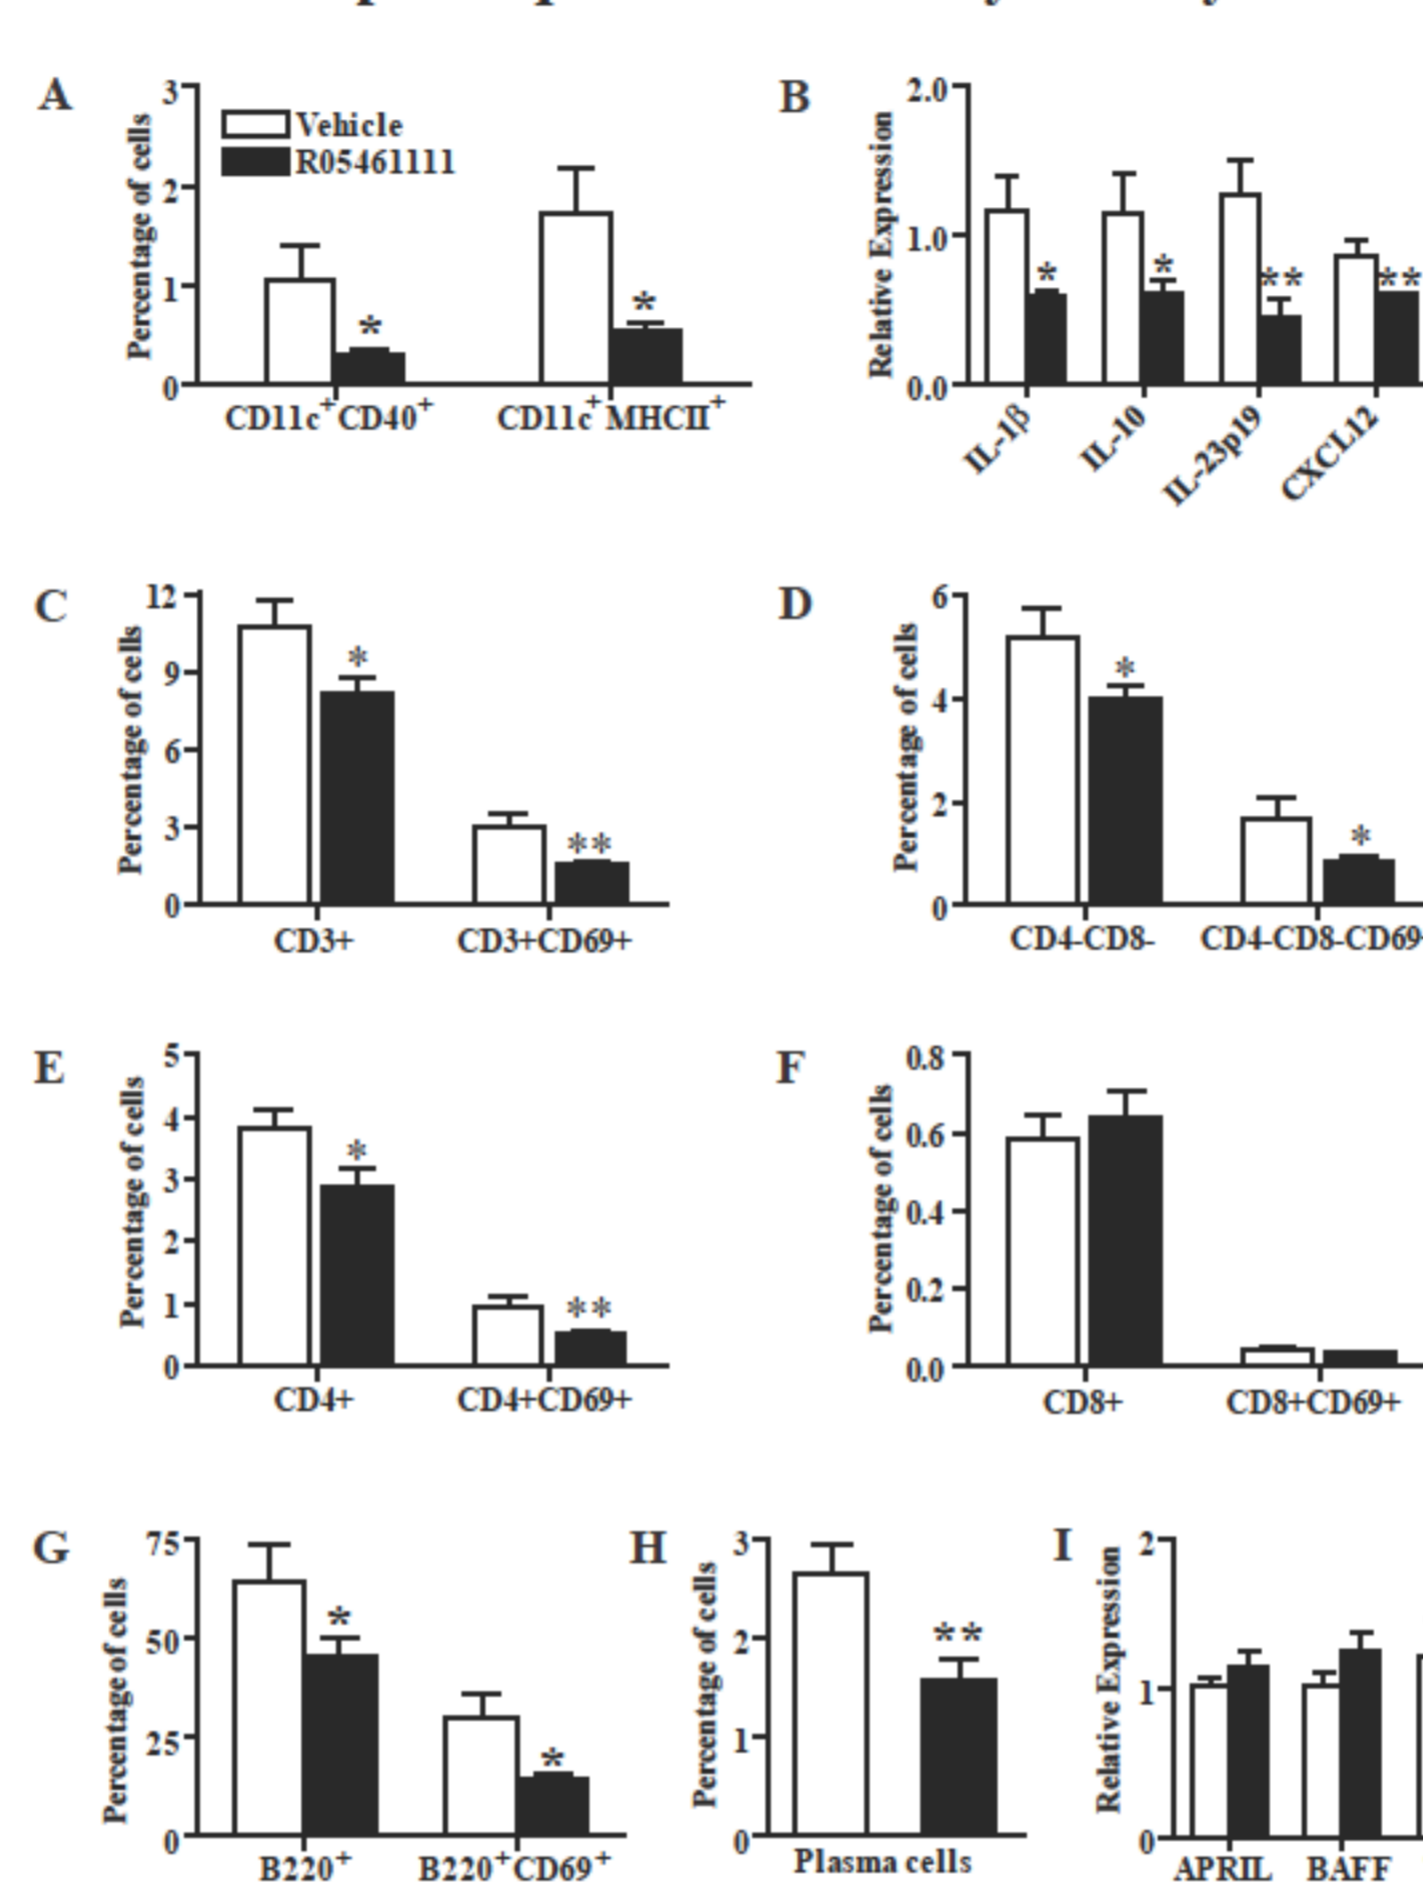 A
Percentage of cells
3
2
1
0
Vehicle
R05461111
*
*
CD11c+CD40+
CD11c+MHCII+
B
Relative Expression
2.0
1.0
0.0
*
*
**
**
IL-1β
IL-10
IL-23p19
CXCL12
C
Percentage of cells
12
9
6
3
0
*
**
CD3+
CD3+CD69+
D
Percentage of cells
6
4
2
0
*
*
CD4-CD8-
CD4-CD8-CD69
E
Percentage of cells
5
4
3
2
1
0
*
**
CD4+
CD4+CD69+
F
Percentage of cells
0.8
0.6
0.4
0.2
0.0
CD8+
CD8+CD69+
G
Percentage of cells
75
50
25
0
*
*
B220+
B220+CD69+
H
Percentage of cells
3
2
1
0
**
Plasma cells
I
Relative Expression
2
1
0
APRIL
BAFF